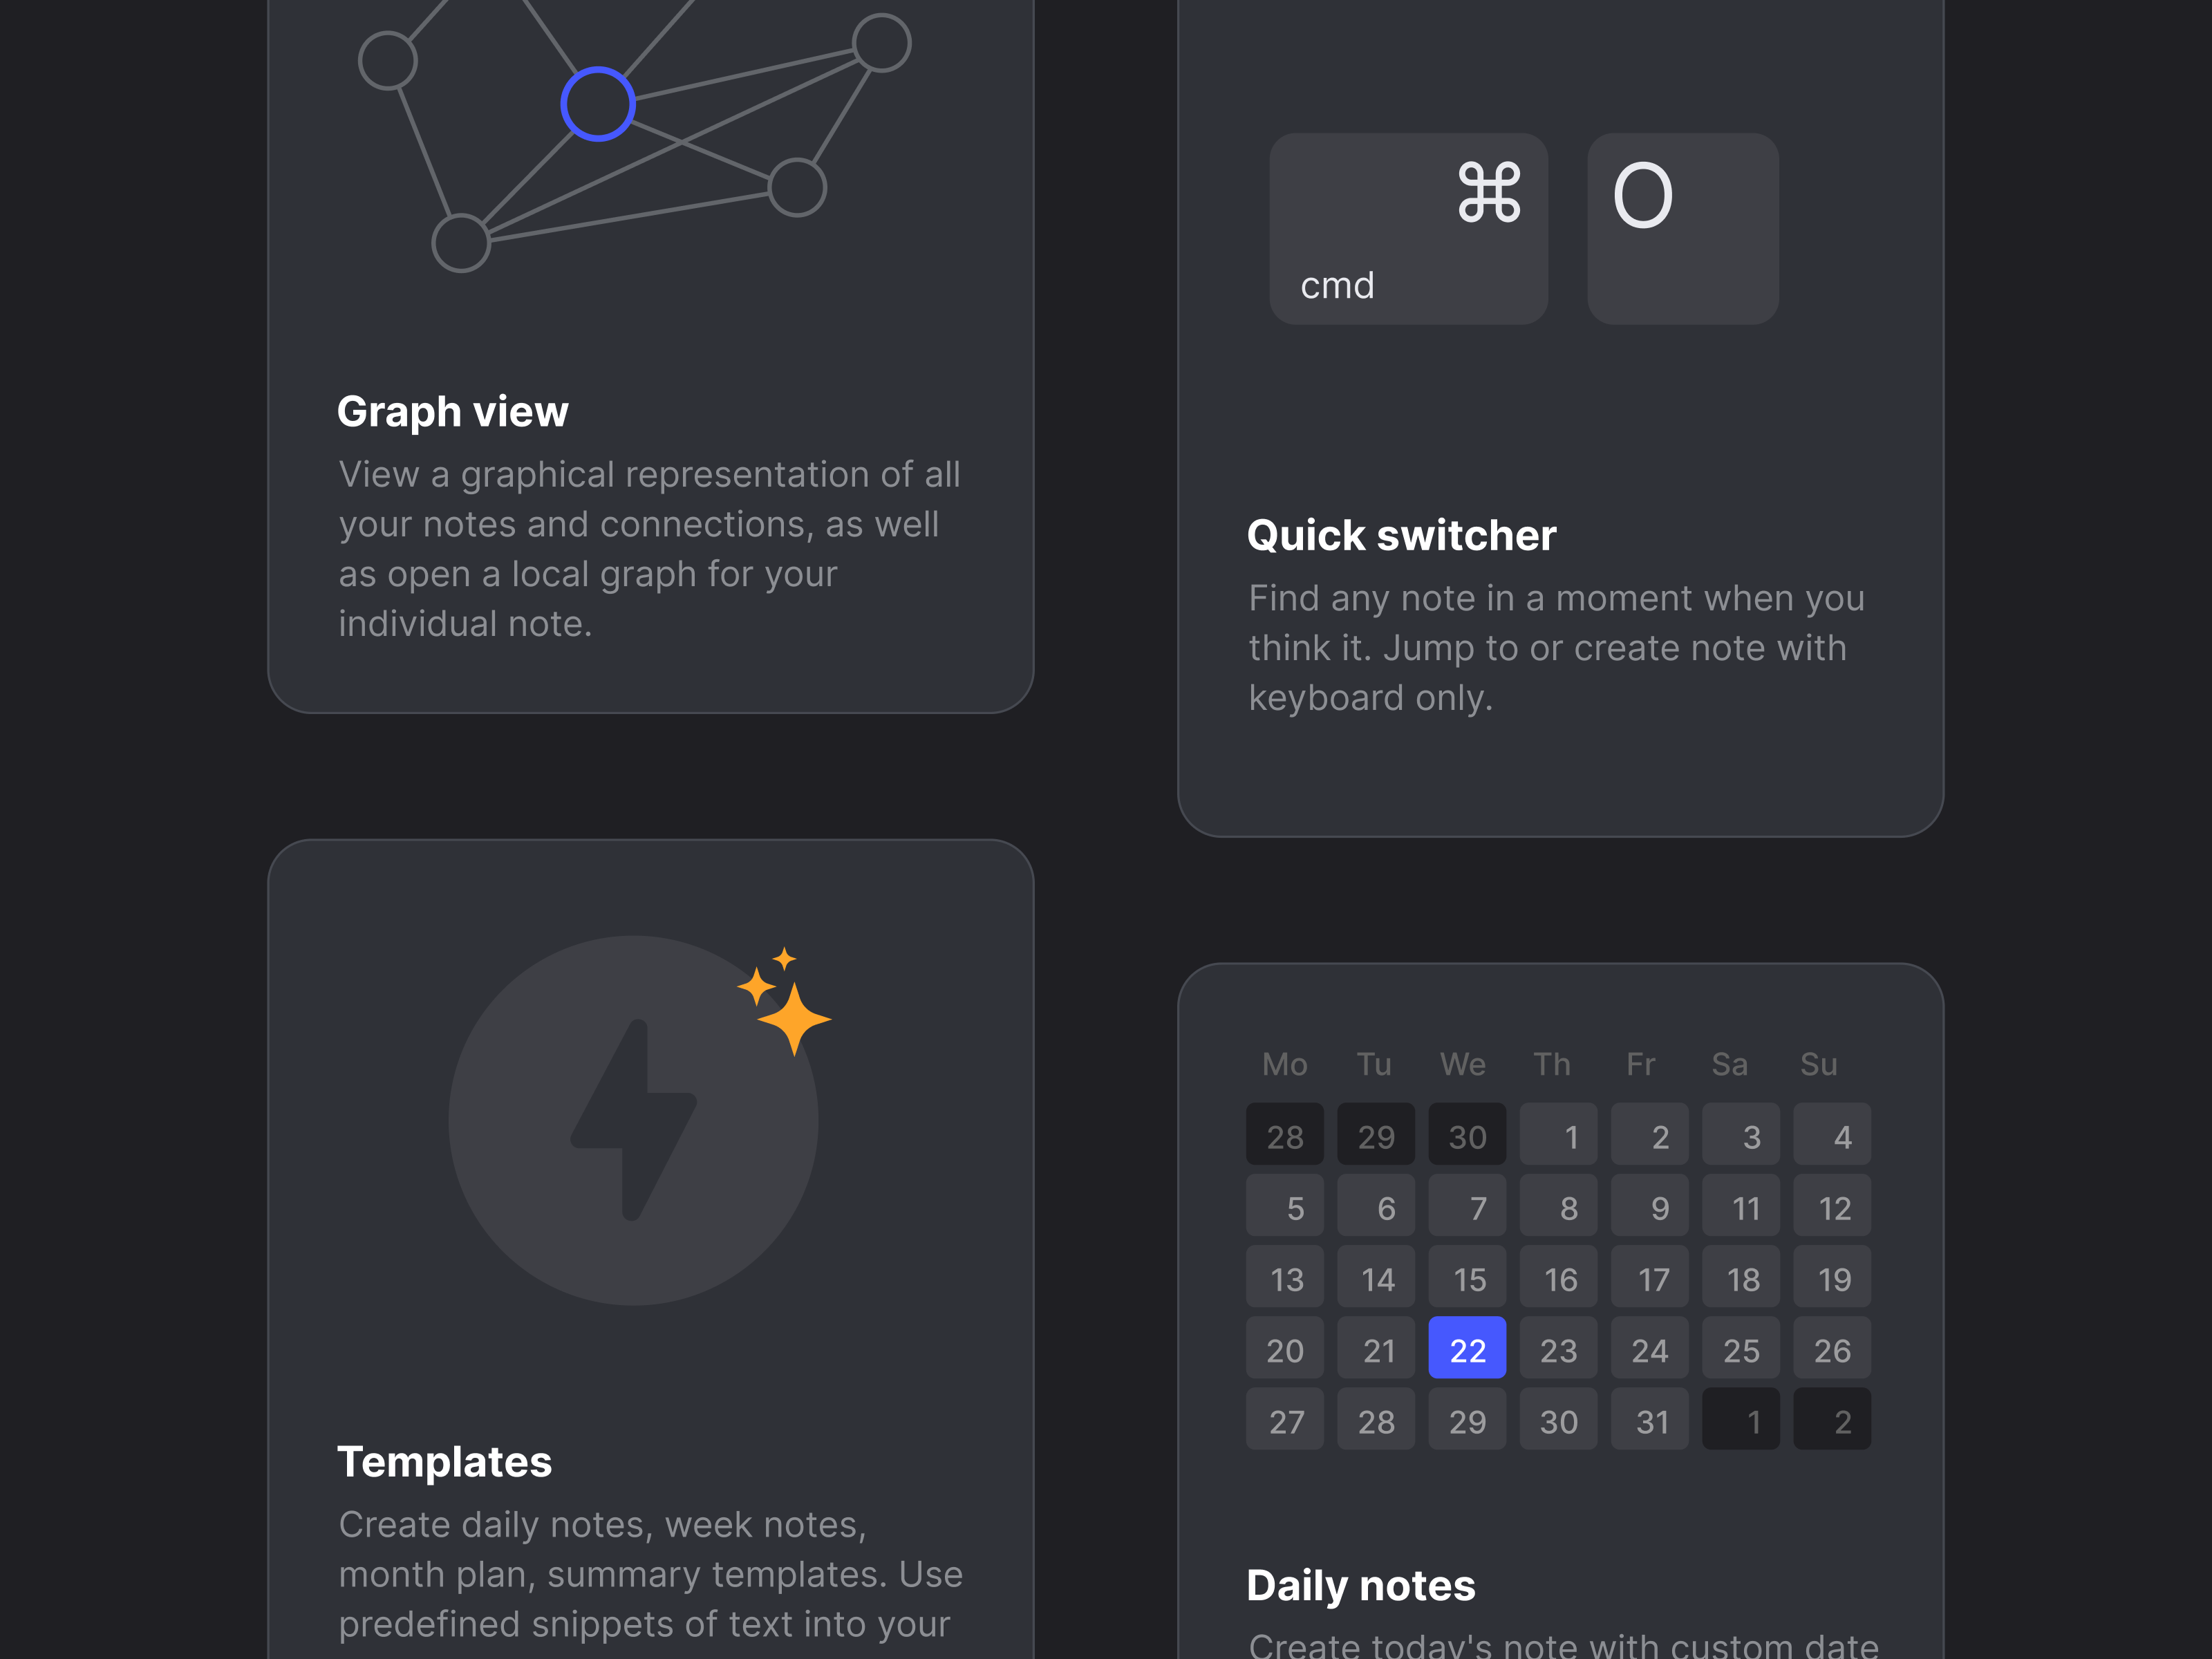 Graph view
View a graphical representation of all
your notes and connections, as well
as open a local graph for your
individual note.
⌘ O
cmd
Quick switcher
Find any note in a moment when you
think it. Jump to or create note with
keyboard only.
Templates
Create daily notes, week notes,
month plan, summary templates. Use
predefined snippets of text into your
Mo Tu We Th Fr Sa Su
28 29 30 1 2 3 4
5 6 7 8 9 11 12
13 14 15 16 17 18 19
20 21 22 23 24 25 26
27 28 29 30 31 1 2
Daily notes
Create today's note with custom date